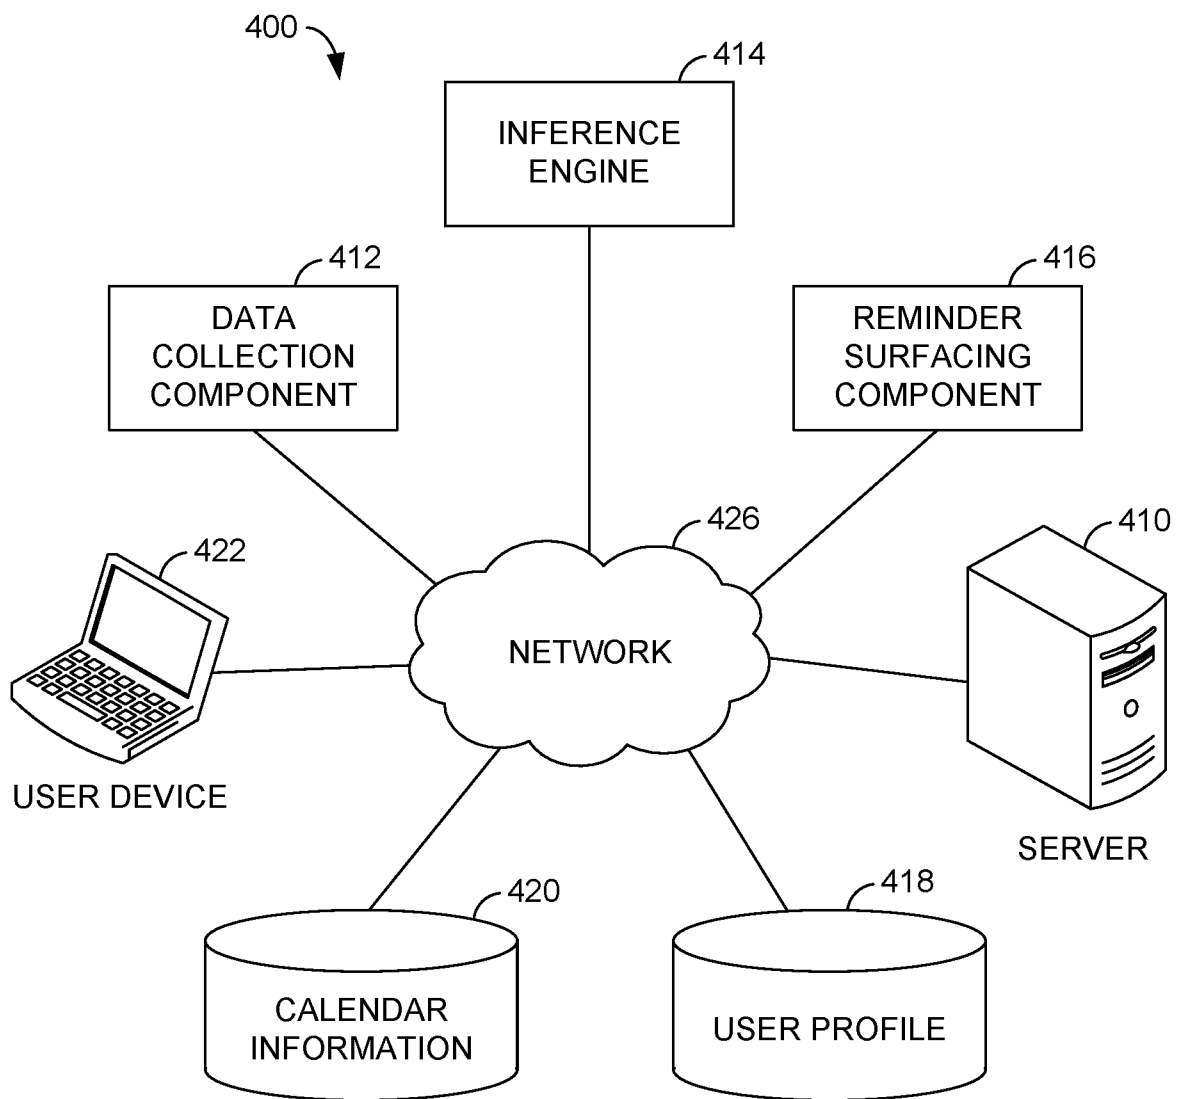 400
414
INFERENCE
ENGINE
412
DATA
COLLECTION
COMPONENT
416
REMINDER
SURFACING
COMPONENT
426
NETWORK
422
USER DEVICE
410
SERVER
420
CALENDAR
INFORMATION
418
USER PROFILE